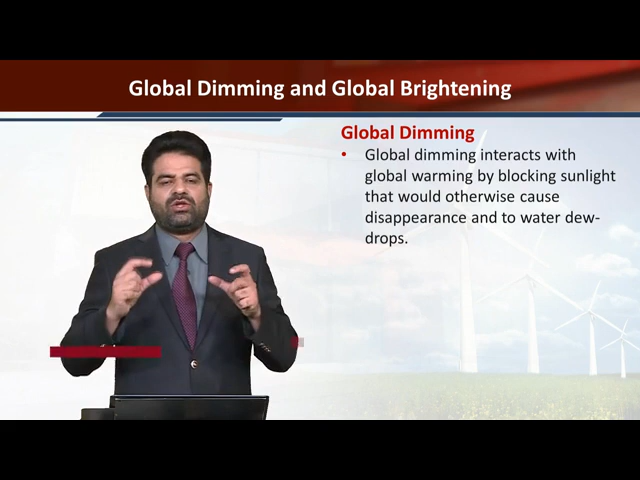 Global Dimming and Global Brightening
Global Dimming
• Global dimming interacts with
global warming by blocking sunlight
that would otherwise cause
disappearance and to water dew-
drops.